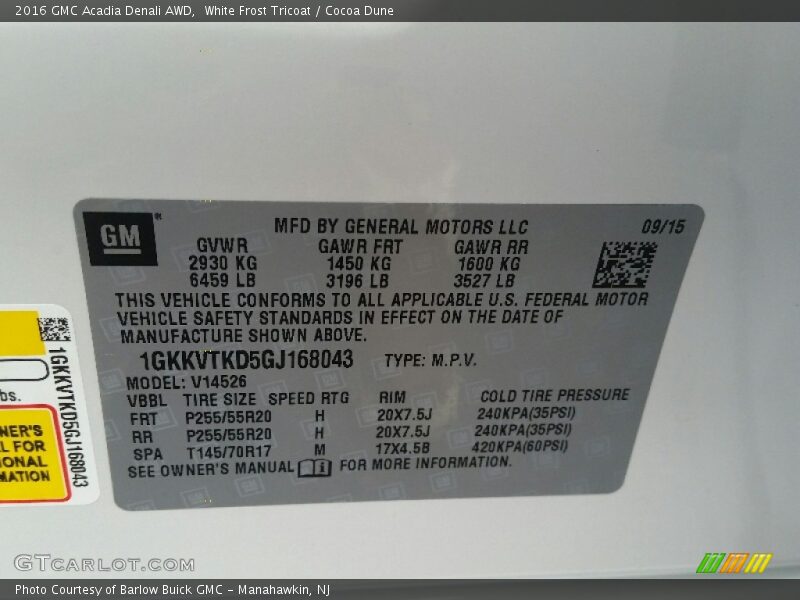 2016 GMC Acadia Denali AWD, White Frost Tricoat / Cocoa Dune
GM
MFD BY GENERAL MOTORS LLC 09/15
GVWR GAWR FRT GAWR RR
2930 KG 1450 KG 1600 KG
6459 LB 3196 LB 3527 LB
THIS VEHICLE CONFORMS TO ALL APPLICABLE U.S. FEDERAL MOTOR
VEHICLE SAFETY STANDARDS IN EFFECT ON THE DATE OF
MANUFACTURE SHOWN ABOVE.
1GKKVTKD5GJ168043 TYPE: M.P.V.
MODEL: V14526
VBBL TIRE SIZE SPEED RTG RIM COLD TIRE PRESSURE
FRT P255/55R20 H 20X7.5J 240KPA(35PSI)
RR P255/55R20 H 20X7.5J 240KPA(35PSI)
SPA T145/70R17 M 17X4.5B 420KPA(60PSI)
SEE OWNER'S MANUAL FOR MORE INFORMATION.
1GKKVTKD5GJ168043
bs.
NER'S
L FOR
IONAL
MATION
GTCARLOT.COM
Photo Courtesy of Barlow Buick GMC - Manahawkin, NJ